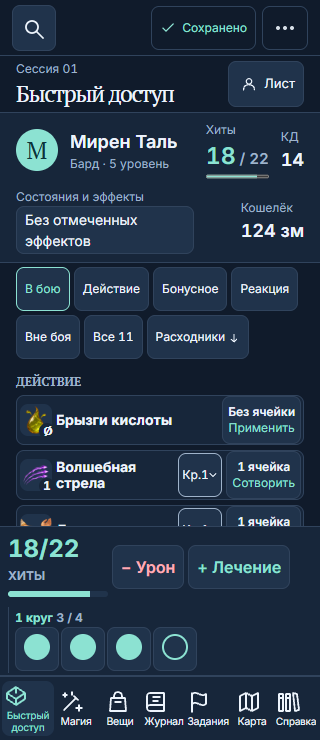 Сохранено
Сессия 01
Быстрый доступ
Лист
М
Мирен Таль
Бард · 5 уровень
Хиты
18 / 22
КД
14
Состояния и эффекты
Без отмеченных
эффектов
Кошелёк
124 зм
В бою
Действие
Бонусное
Реакция
Вне боя
Все 11
Расходники ↓
ДЕЙСТВИЕ
Ø
Брызги кислоты
Без ячейки
Применить
1
Волшебная
стрела
Кр.1
1 ячейка
Сотворить
1 ячейка
18/22
ХИТЫ
− Урон
+ Лечение
1 круг 3 / 4
Быстрый
доступ
Магия
Вещи
Журнал
Задания
Карта
Справка